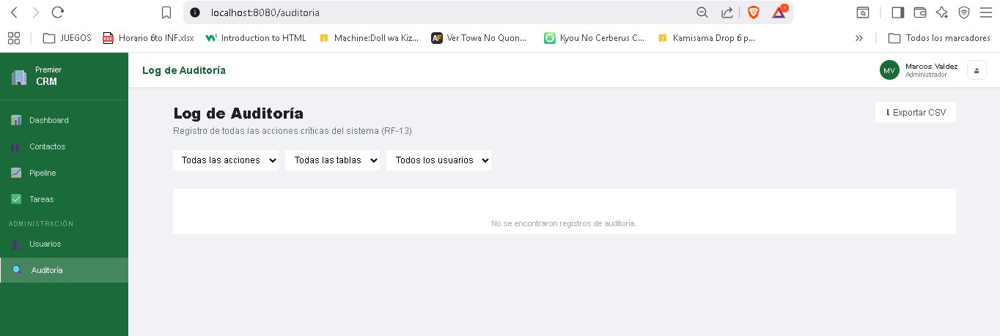 localhost:8080/auditoria
JUEGOS
Horario 6to INF.xlsx
Introduction to HTML
Machine:Doll wa Kiz...
Ver Towa No Quon...
Kyou No Cerberus C...
Kamisama Drop 6 p...
Todos los marcadores
Premier
CRM
Log de Auditoría
MV
Marcos Valdez
Administrador
Dashboard
Contactos
Pipeline
Tareas
ADMINISTRACIÓN
Usuarios
Auditoría
Log de Auditoría
Registro de todas las acciones críticas del sistema (RF-13)
Exportar CSV
Todas las acciones
Todas las tablas
Todos los usuarios
No se encontraron registros de auditoría.